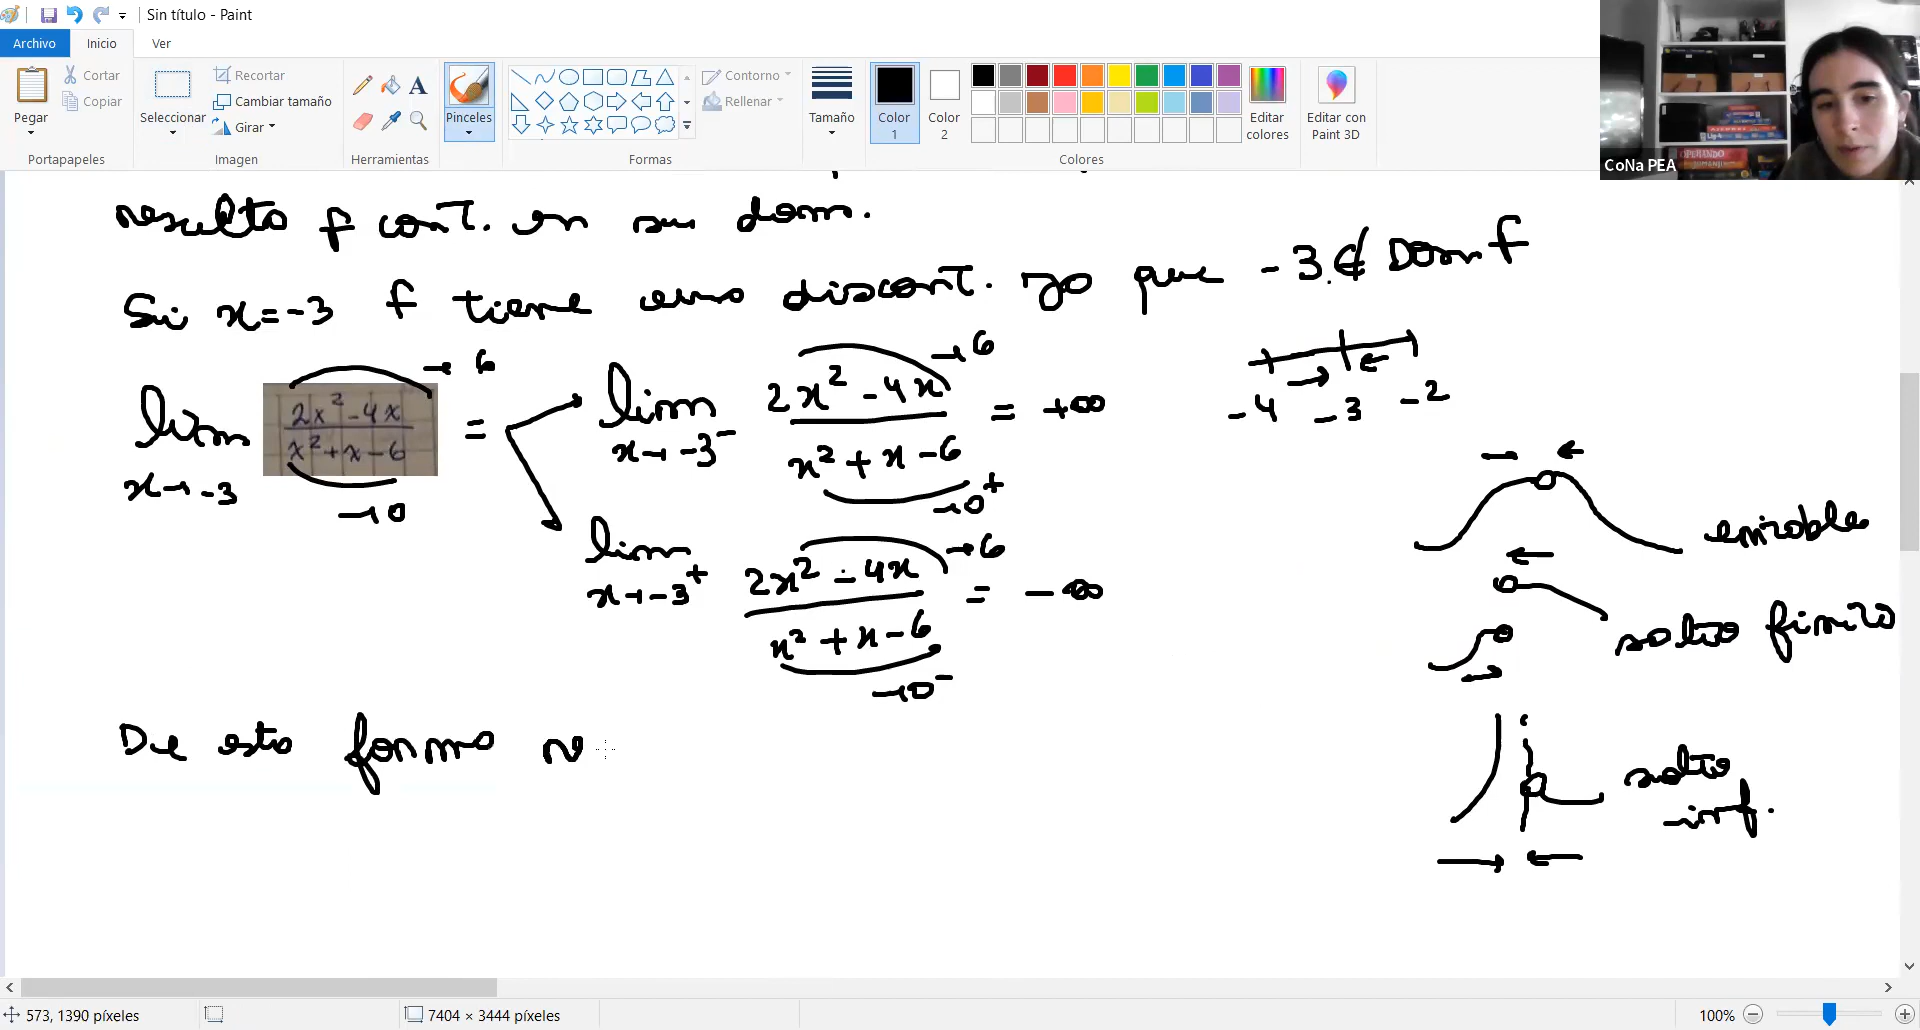 Sin título - Paint
Archivo Inicio Ver
Pegar
Cortar
Copiar
Portapapeles
Seleccionar
Recortar
Cambiar tamaño
Girar
Imagen
A
Herramientas
Pinceles
Formas
Contorno
Rellenar
Tamaño
Color 1
Color 2
Editar colores
Editar con Paint 3D
Colores
CoNa PEA
OPERANDO
resulta f cont. en su dom.
Si x = -3 f tiene una discont. ya que -3 ∉ Dom f
lim x→-3 (2x² - 4x)/(x² + x - 6) =
→ 6
→ 0
lim x→-3⁻ (2x² - 4x)/(x² + x - 6) = +∞
→ 6
→ 0⁺
lim x→-3⁺ (2x² - 4x)/(x² + x - 6) = -∞
→ 6
→ 0⁻
-4 -3 -2
evitable
salto finito
salto
inf.
De esta forma
573, 1390 píxeles
7404 × 3444 píxeles
100%